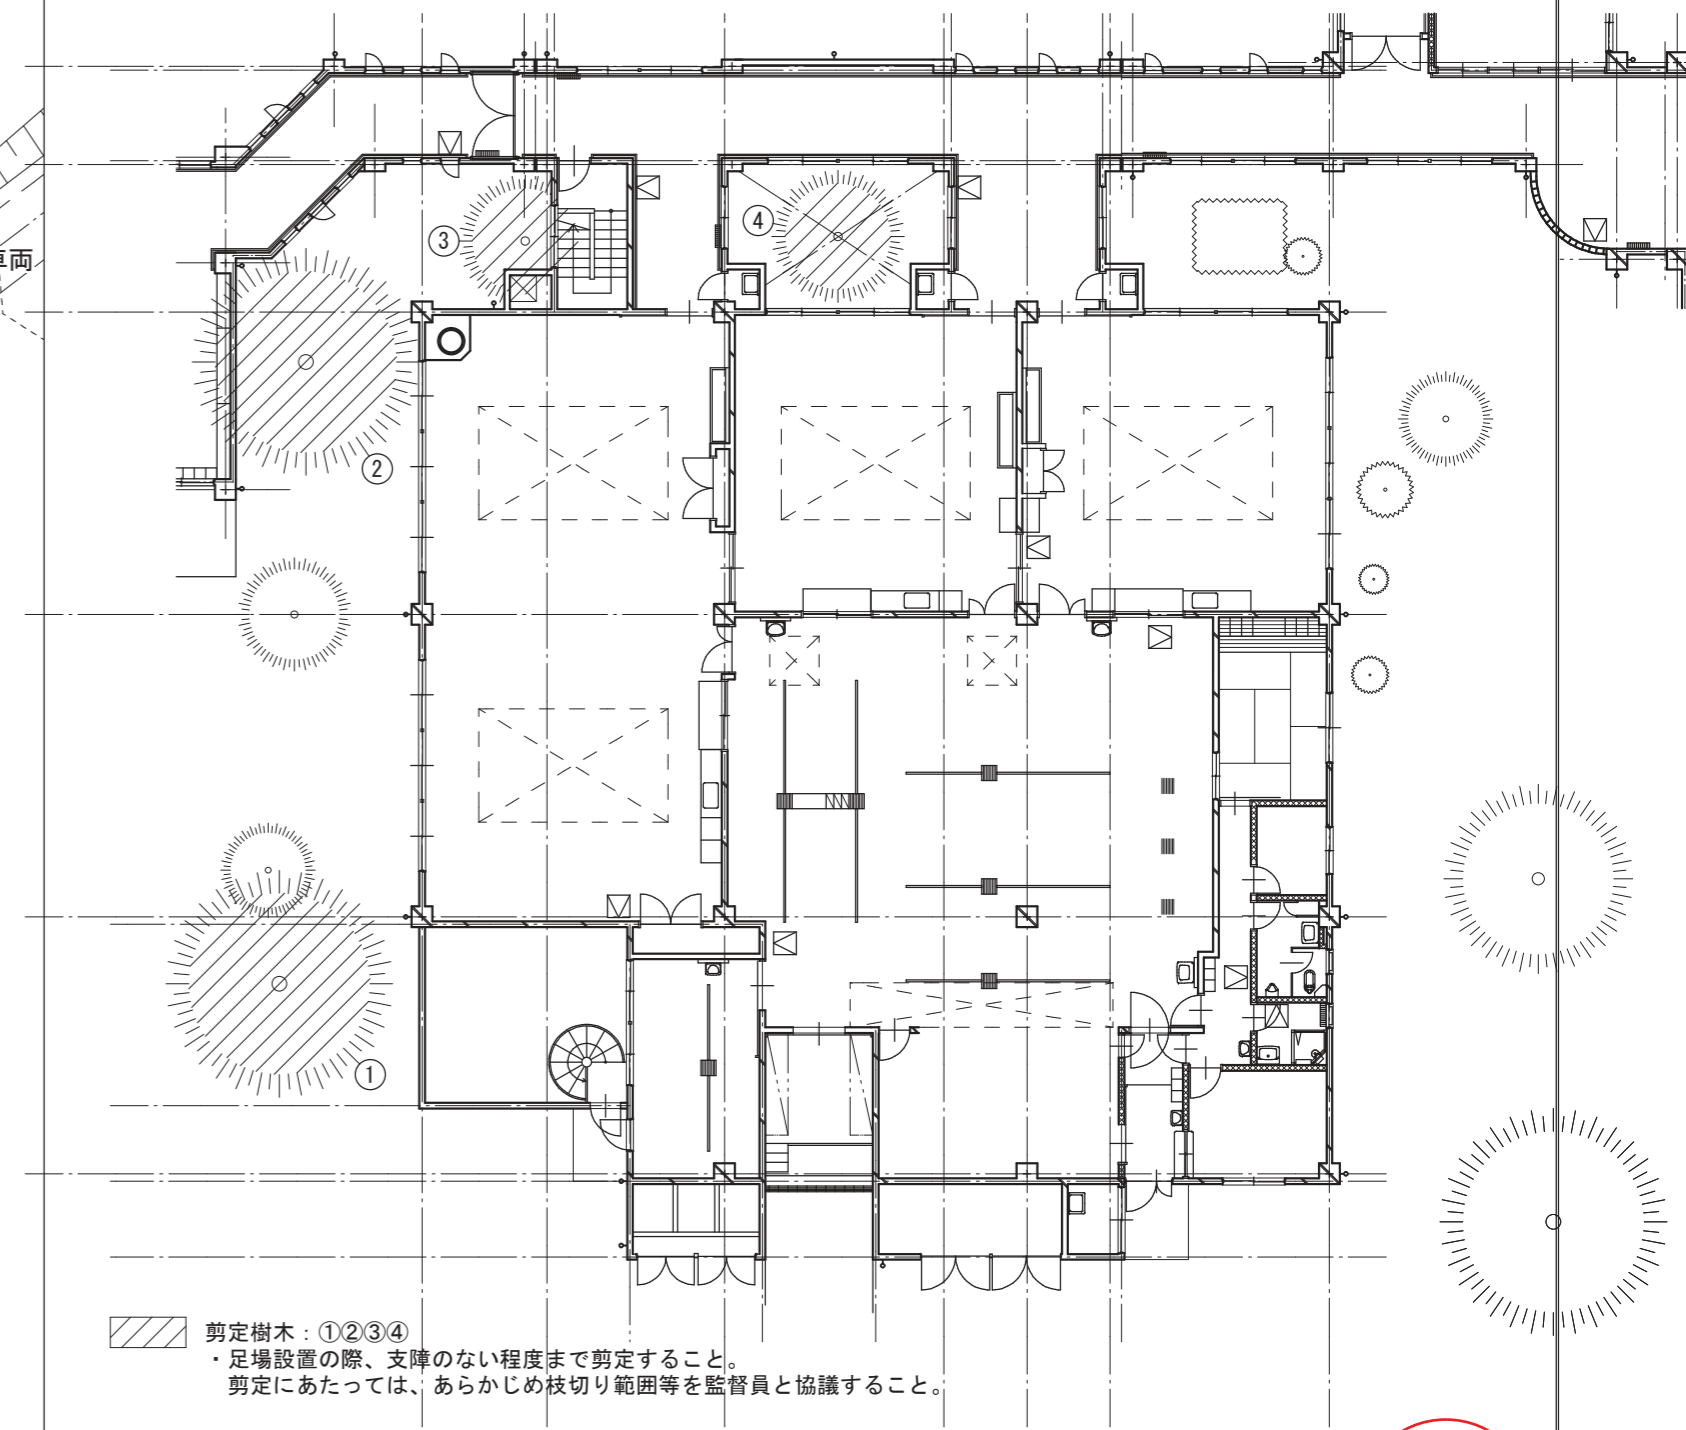 車両
③
④
②
①
剪定樹木：①②③④
・足場設置の際、支障のない程度まで剪定すること。
剪定にあたっては、あらかじめ枝切り範囲等を監督員と協議すること。